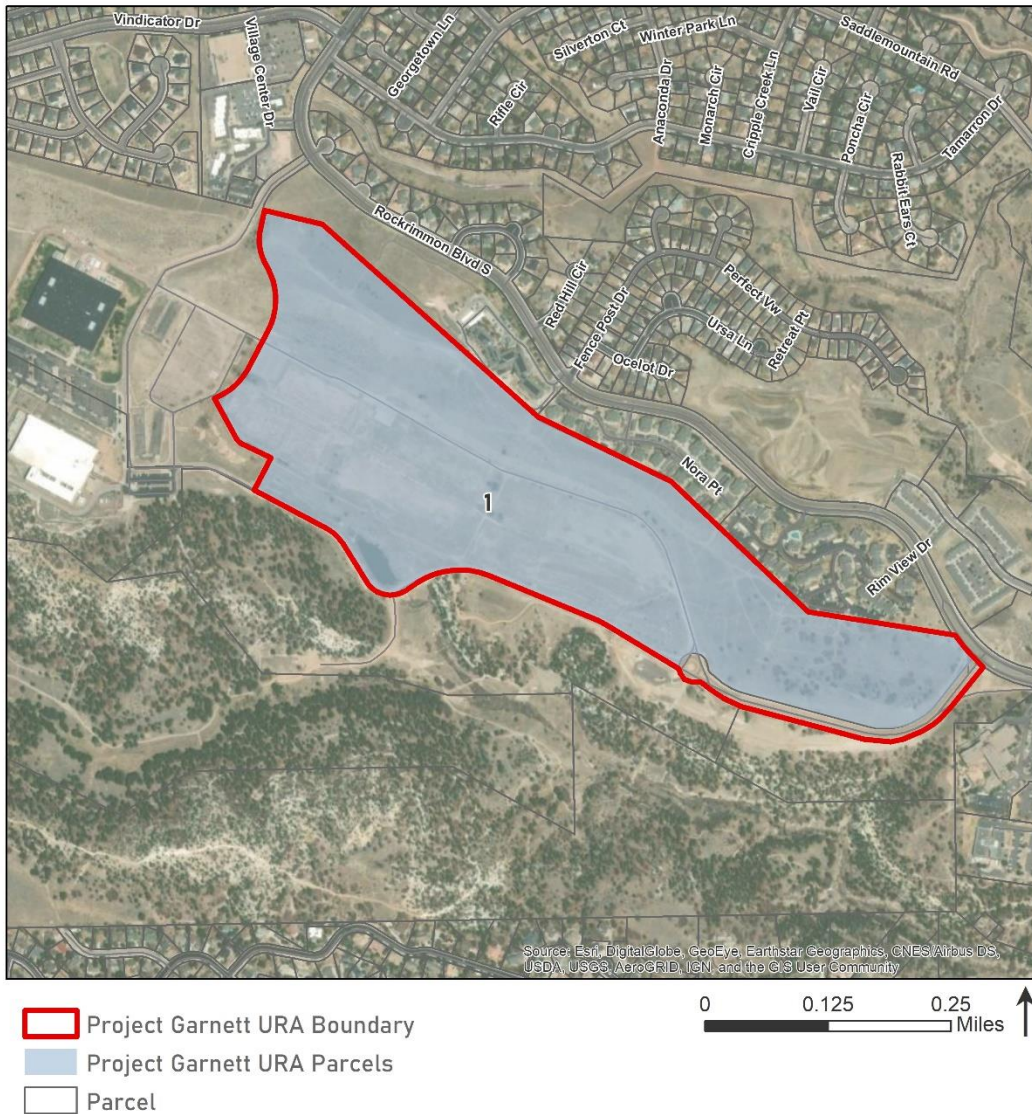 Vindicator Dr
Village Center Dr
Georgetown Ln
Rifle Cir
Silverton Ct
Winter Park Ln
Anaconda Dr
Monarch Cir
Cripple Creek Ln
Vail Cir
Saddlemountain Rd
Poncha Cir
Rabbit Ears Ct
Tamarron Dr
Rockrimmon Blvd S
Red Hill Cir
Fence Post Dr
Perfect Vw
Ursa Ln
Retreat Pt
Ocelot Dr
Nora Pt
1
Rim View Dr
Source: Esri, DigitalGlobe, GeoEye, Earthstar Geographics, CNES/Airbus DS,
USDA, USGS, AeroGRID, IGN, and the GIS User Community
Project Garnett URA Boundary
Project Garnett URA Parcels
Parcel
0 0.125 0.25
Miles